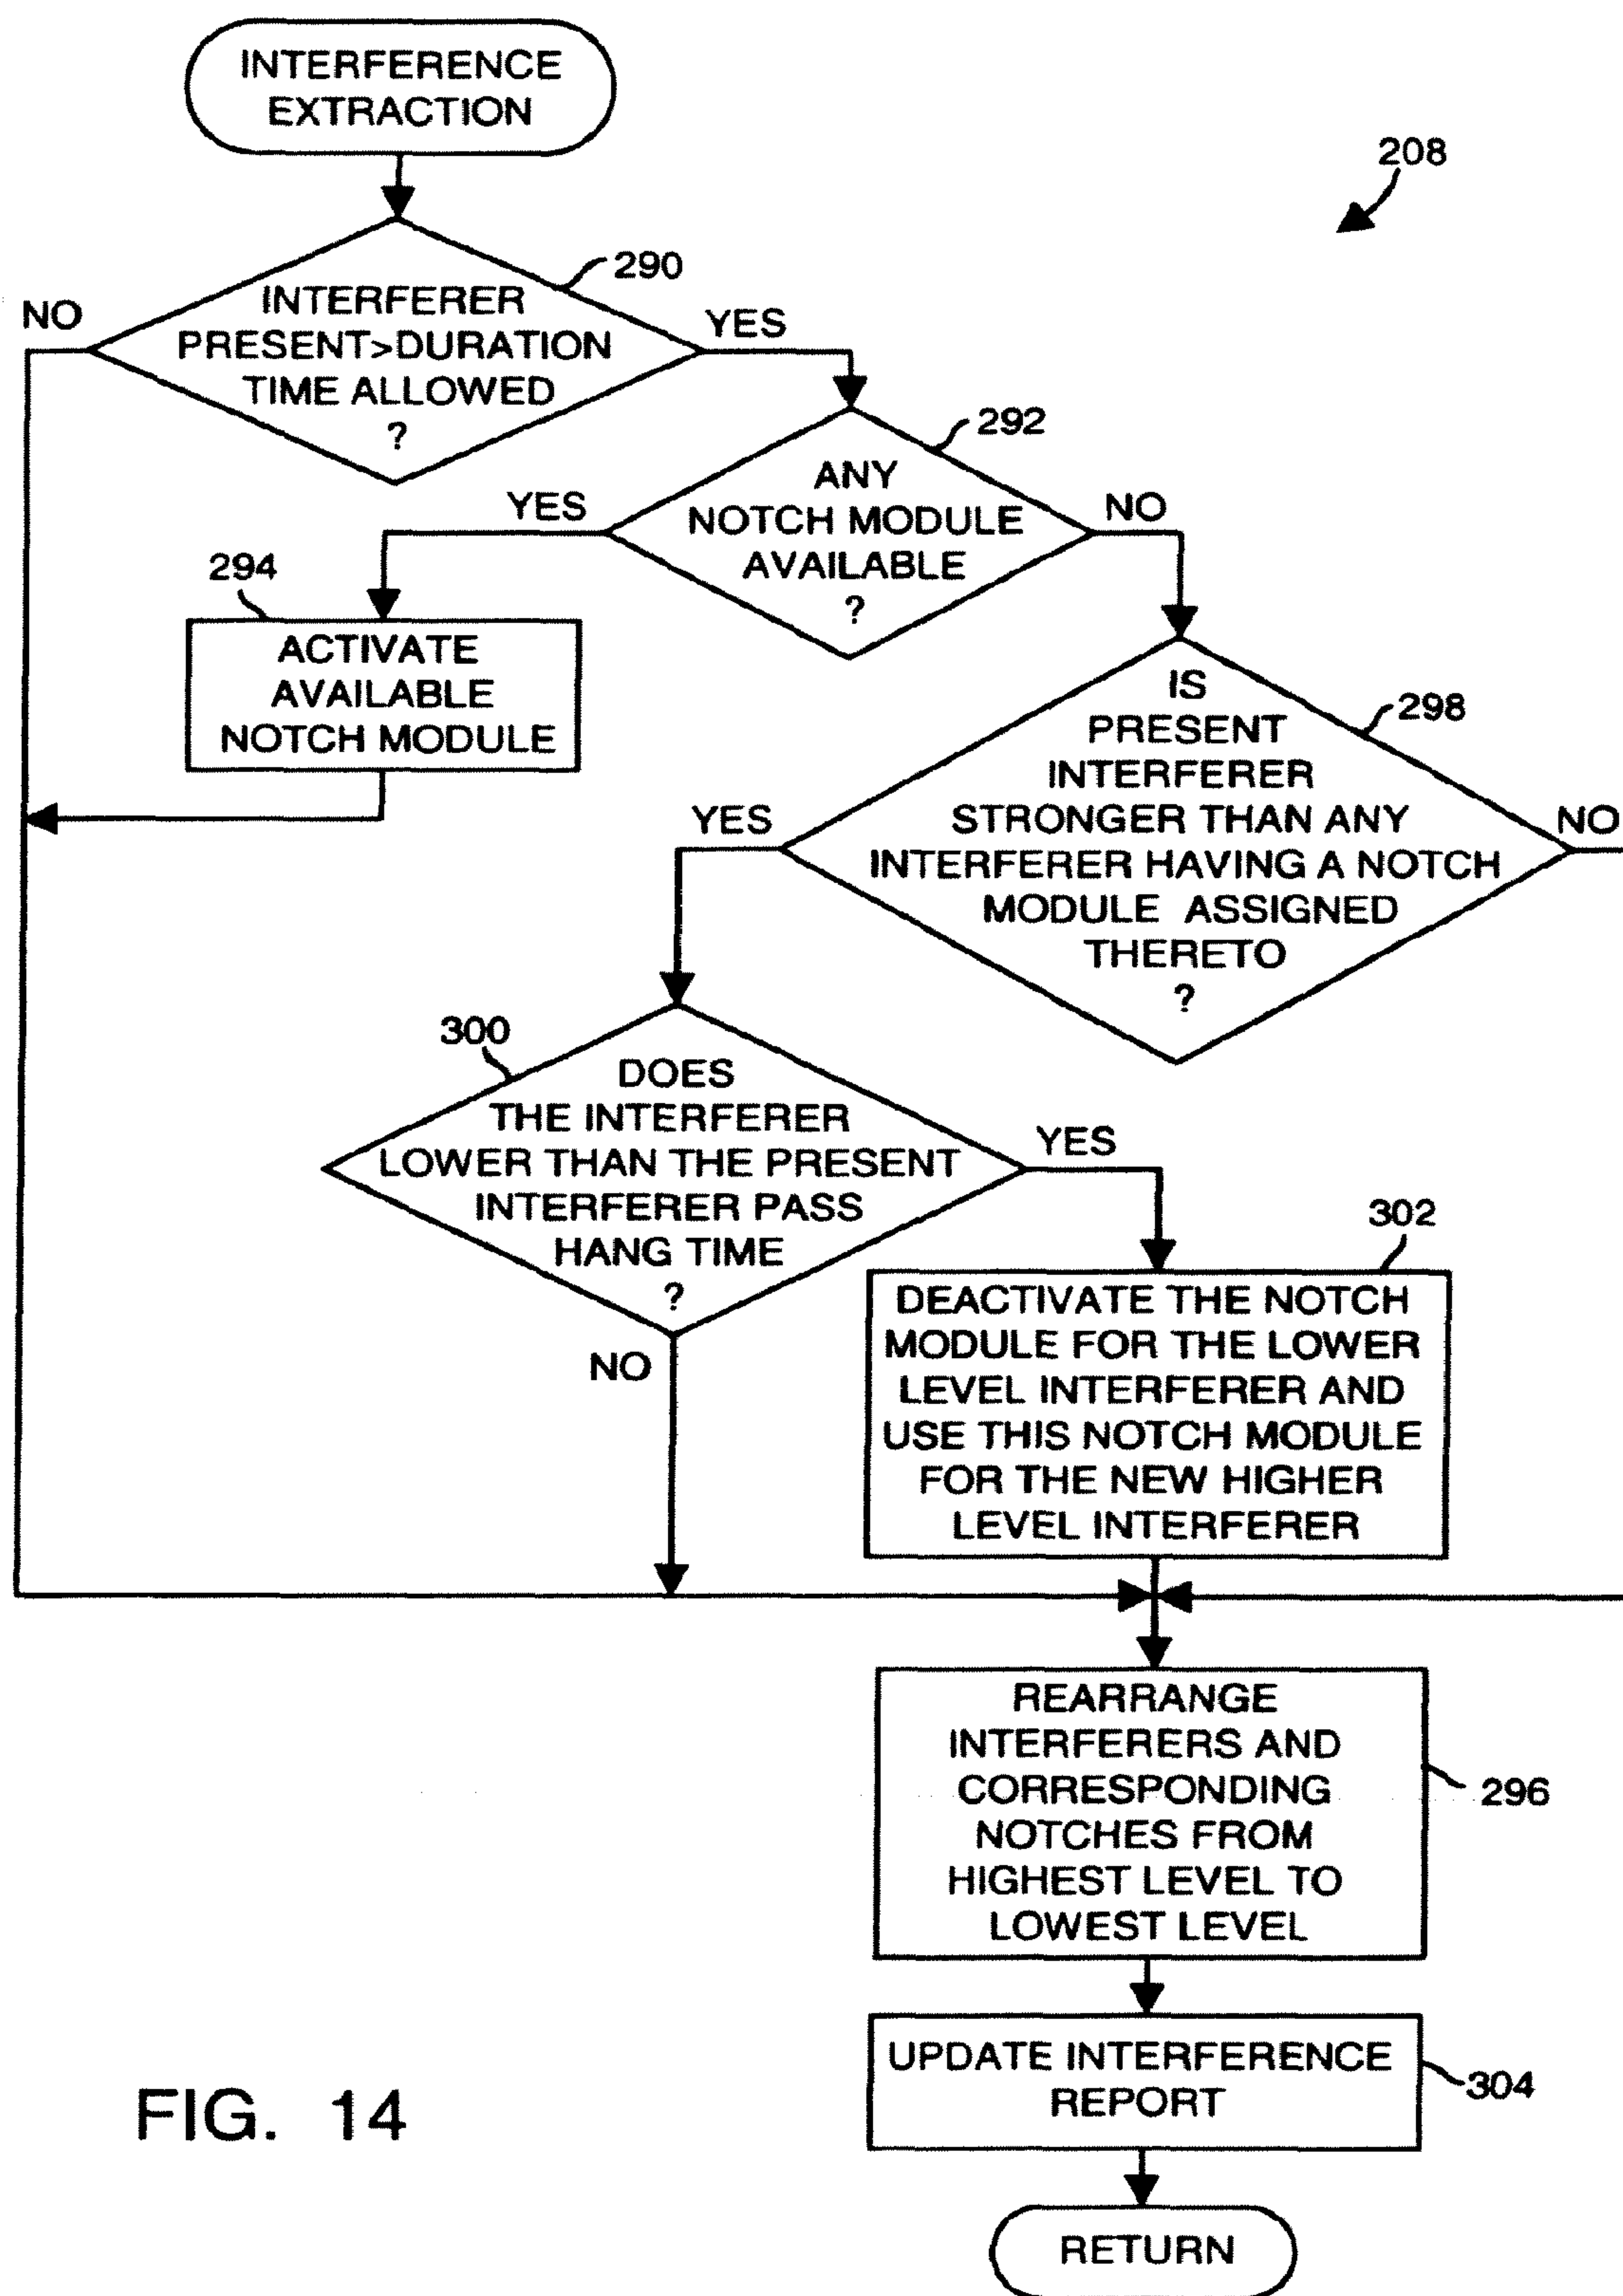 INTERFERENCE
EXTRACTION
208
290
NO
INTERFERER
PRESENT>DURATION
TIME ALLOWED
?
YES
292
ANY
NOTCH MODULE
AVAILABLE
?
YES
NO
294
ACTIVATE
AVAILABLE
NOTCH MODULE
298
IS
PRESENT
INTERFERER
STRONGER THAN ANY
INTERFERER HAVING A NOTCH
MODULE ASSIGNED
THERETO
?
YES
NO
300
DOES
THE INTERFERER
LOWER THAN THE PRESENT
INTERFERER PASS
HANG TIME
?
YES
NO
302
DEACTIVATE THE NOTCH
MODULE FOR THE LOWER
LEVEL INTERFERER AND
USE THIS NOTCH MODULE
FOR THE NEW HIGHER
LEVEL INTERFERER
REARRANGE
INTERFERERS AND
CORRESPONDING
NOTCHES FROM
HIGHEST LEVEL TO
LOWEST LEVEL
296
UPDATE INTERFERENCE
REPORT
304
RETURN
FIG. 14